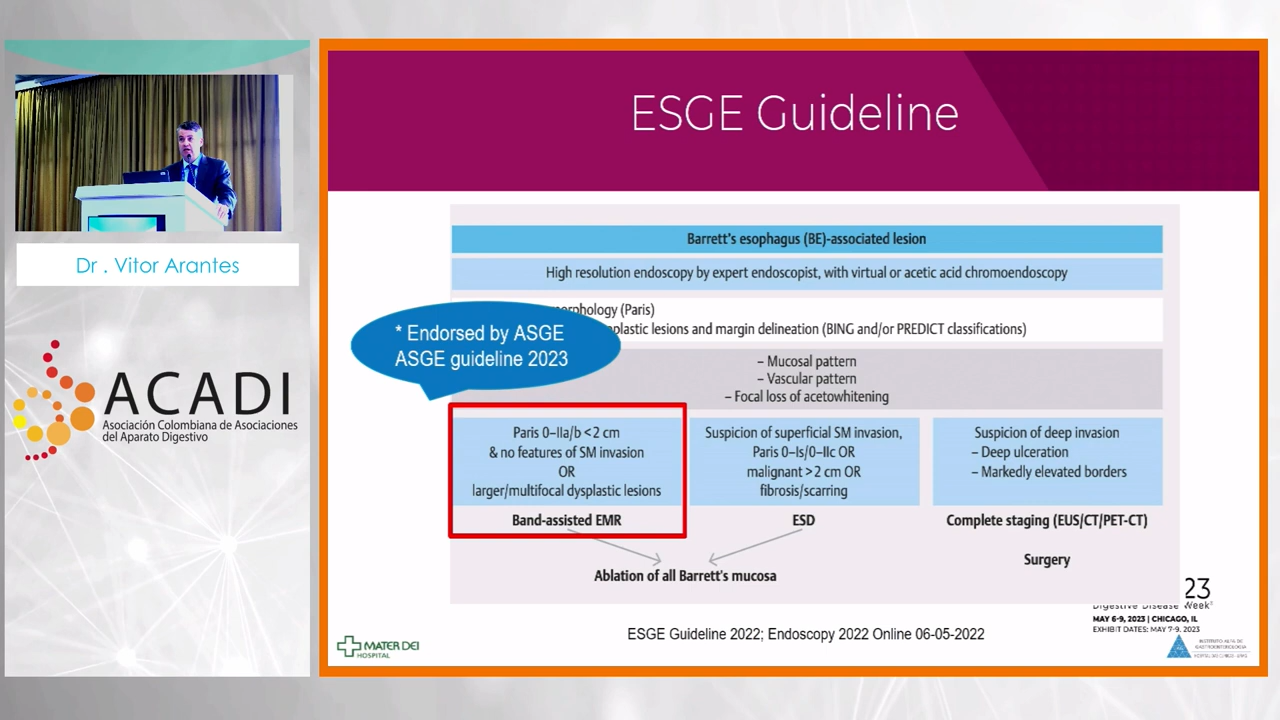 ESGE Guideline
Dr . Vitor Arantes
ACADI
Asociación Colombiana de Asociaciones
del Aparato Digestivo
Barrett's esophagus (BE)-associated lesion
High resolution endoscopy by expert endoscopist, with virtual or acetic acid chromoendoscopy
morphology (Paris)
plastic lesions and margin delineation (BING and/or PREDICT classifications)
* Endorsed by ASGE
ASGE guideline 2023
– Mucosal pattern
– Vascular pattern
– Focal loss of acetowhitening
Paris 0–IIa/b < 2 cm
& no features of SM invasion
OR
larger/multifocal dysplastic lesions
Band-assisted EMR
Suspicion of superficial SM invasion,
Paris 0–Is/0–IIc OR
malignant > 2 cm OR
fibrosis/scarring
ESD
Suspicion of deep invasion
– Deep ulceration
– Markedly elevated borders
Complete staging (EUS/CT/PET-CT)
Surgery
Ablation of all Barrett's mucosa
23
Digestive Disease Week
MAY 6-9, 2023 | CHICAGO, IL
EXHIBIT DATES: MAY 7-9, 2023
ESGE Guideline 2022; Endoscopy 2022 Online 06-05-2022
MATER DEI
HOSPITAL
INSTITUTO ALFA DE
GASTROENTEROLOGIA